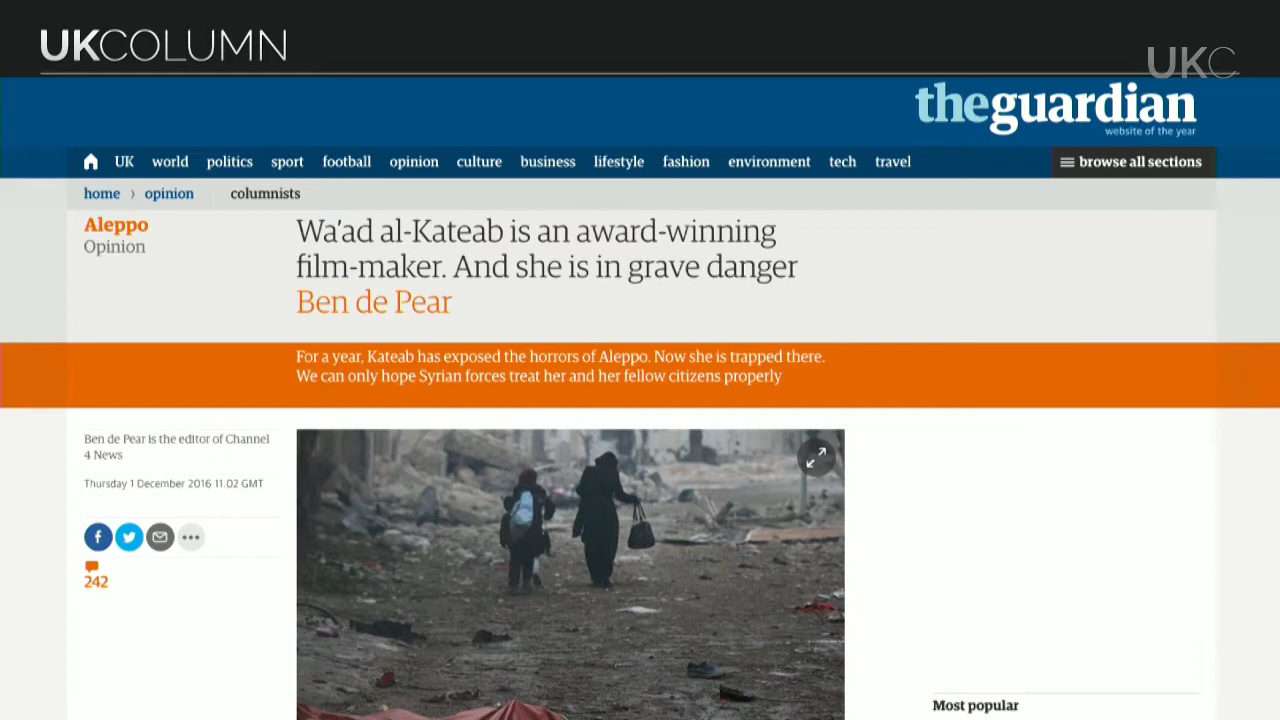 UKCOLUMN
UKC
theguardian
website of the year
UK world politics sport football opinion culture business lifestyle fashion environment tech travel browse all sections
home › opinion columnists
Aleppo
Opinion
Wa’ad al-Kateab is an award-winning
film-maker. And she is in grave danger
Ben de Pear
For a year, Kateab has exposed the horrors of Aleppo. Now she is trapped there.
We can only hope Syrian forces treat her and her fellow citizens properly
Ben de Pear is the editor of Channel
4 News
Thursday 1 December 2016 11.02 GMT
242
Most popular